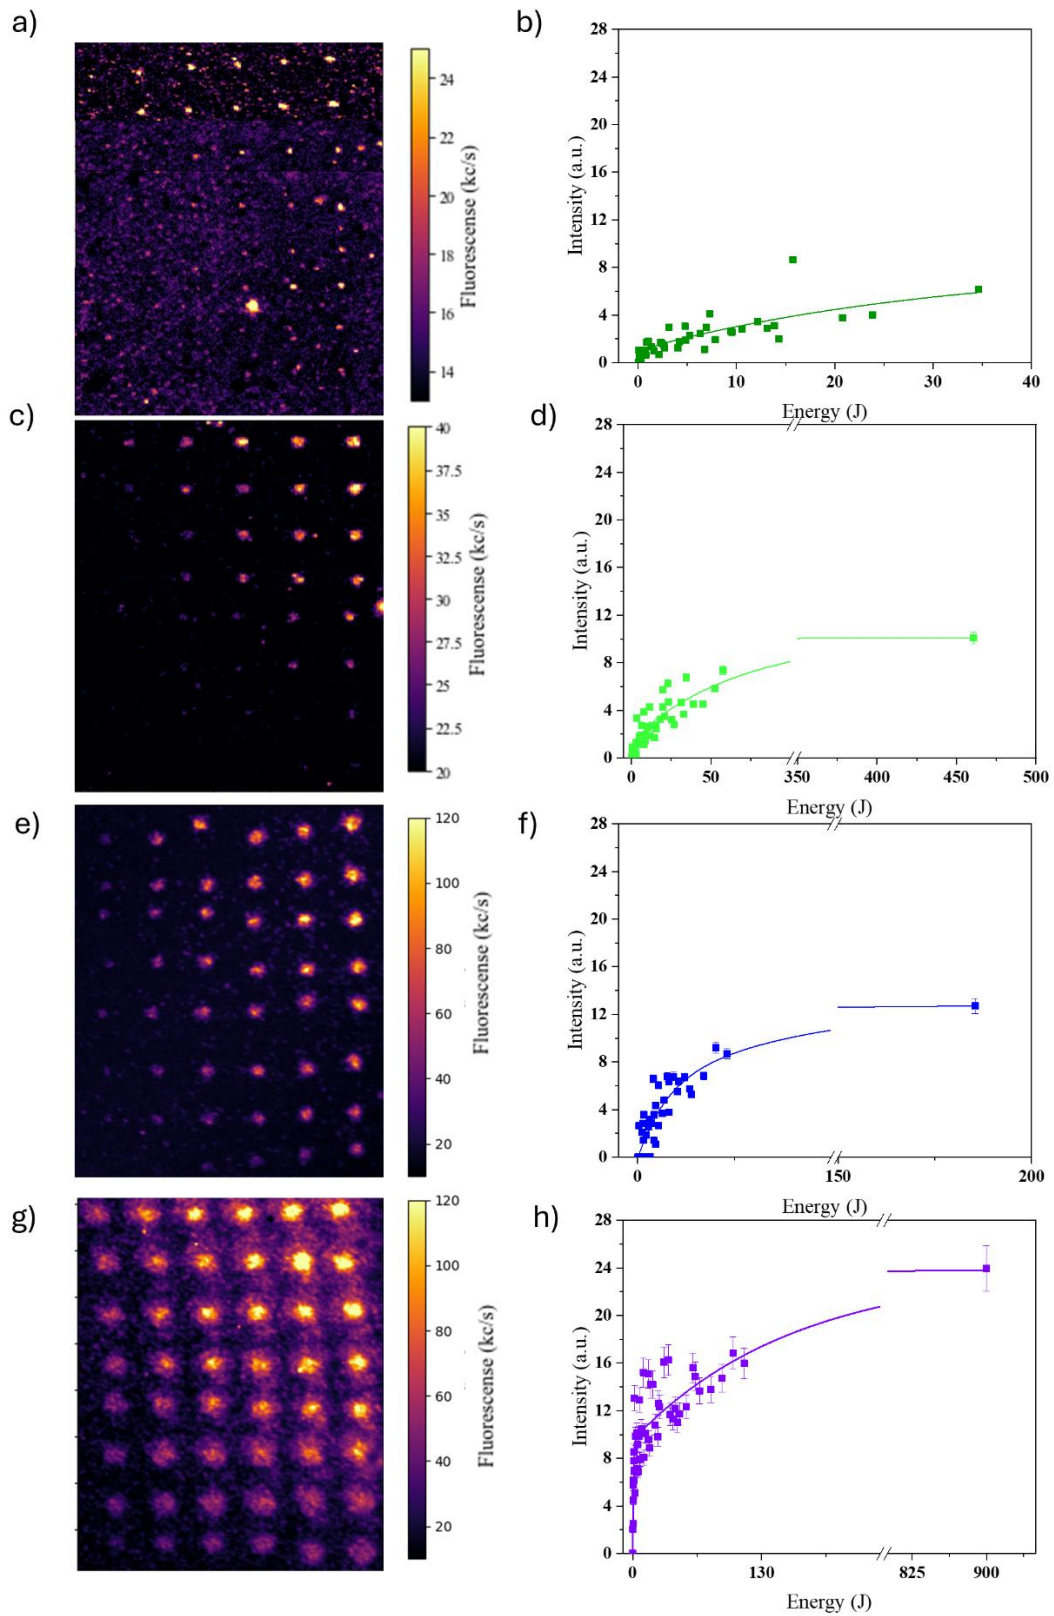 a)
24
22
20
18
16
14
Fluorescense (kc/s)
b)
28
24
20
16
12
8
4
0
Intensity (a.u.)
0 10 20 30 40
Energy (J)
c)
40
37.5
35
32.5
30
27.5
25
22.5
20
Fluorescense (kc/s)
d)
28
24
20
16
12
8
4
0
Intensity (a.u.)
0 50 350 400 450 500
Energy (J)
e)
120
100
80
60
40
20
Fluorescense (kc/s)
f)
28
24
20
16
12
8
4
0
Intensity (a.u.)
0 150 200
Energy (J)
g)
120
100
80
60
40
20
Fluorescense (kc/s)
h)
28
24
20
16
12
8
4
0
Intensity (a.u.)
0 130 825 900
Energy (J)